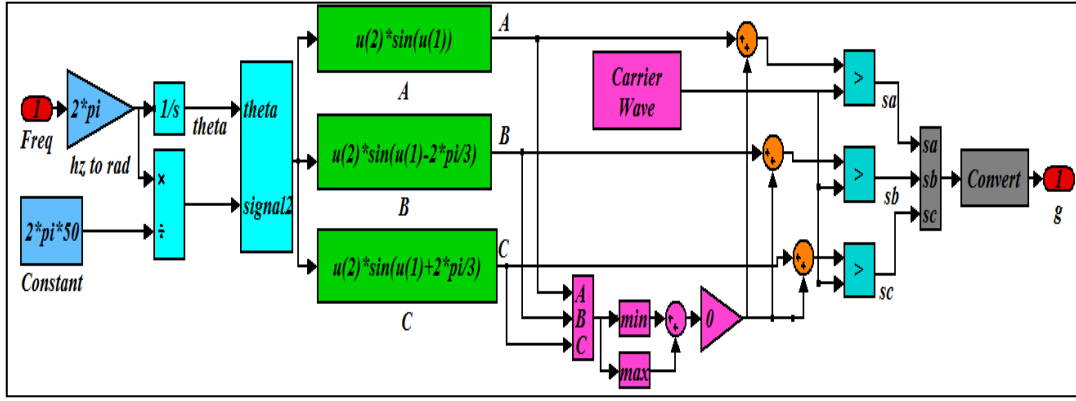 1
Freq
2*pi
hz to rad
1/s
theta
×
÷
2*pi*50
Constant
theta
signal2
u(2)*sin(u(1))
A
A
u(2)*sin(u(1)-2*pi/3)
B
B
u(2)*sin(u(1)+2*pi/3)
C
C
Carrier
Wave
A
B
C
min
max
+
+
0
+
+
+
+
+
+
>
sa
>
sb
>
sc
sa
sb
sc
Convert
1
g